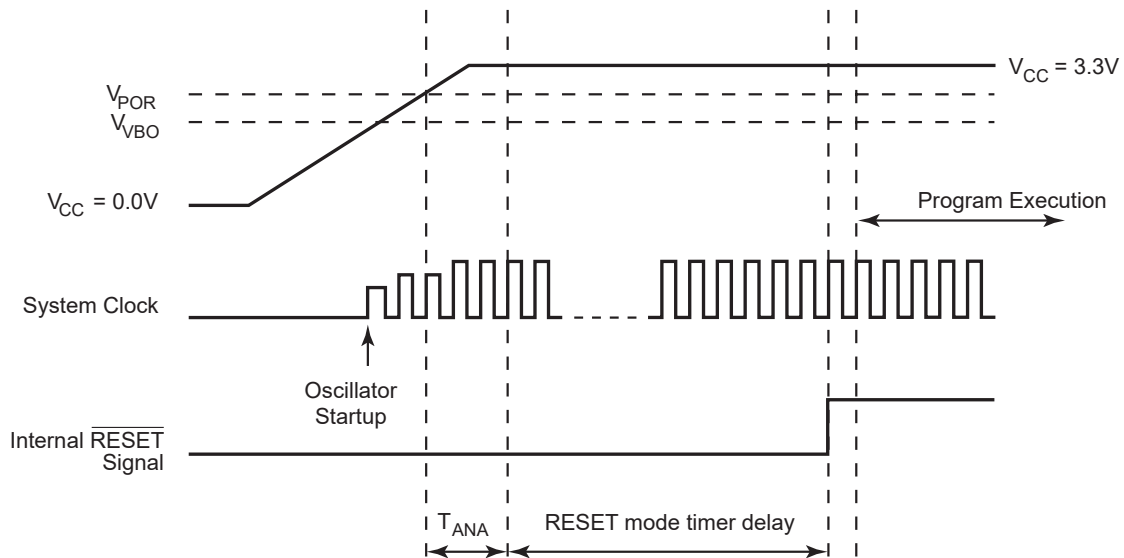 V_CC = 3.3V
V_POR
V_VBO
V_CC = 0.0V
Program Execution
System Clock
Oscillator
Startup
Internal RESET
Signal
T_ANA
RESET mode timer delay